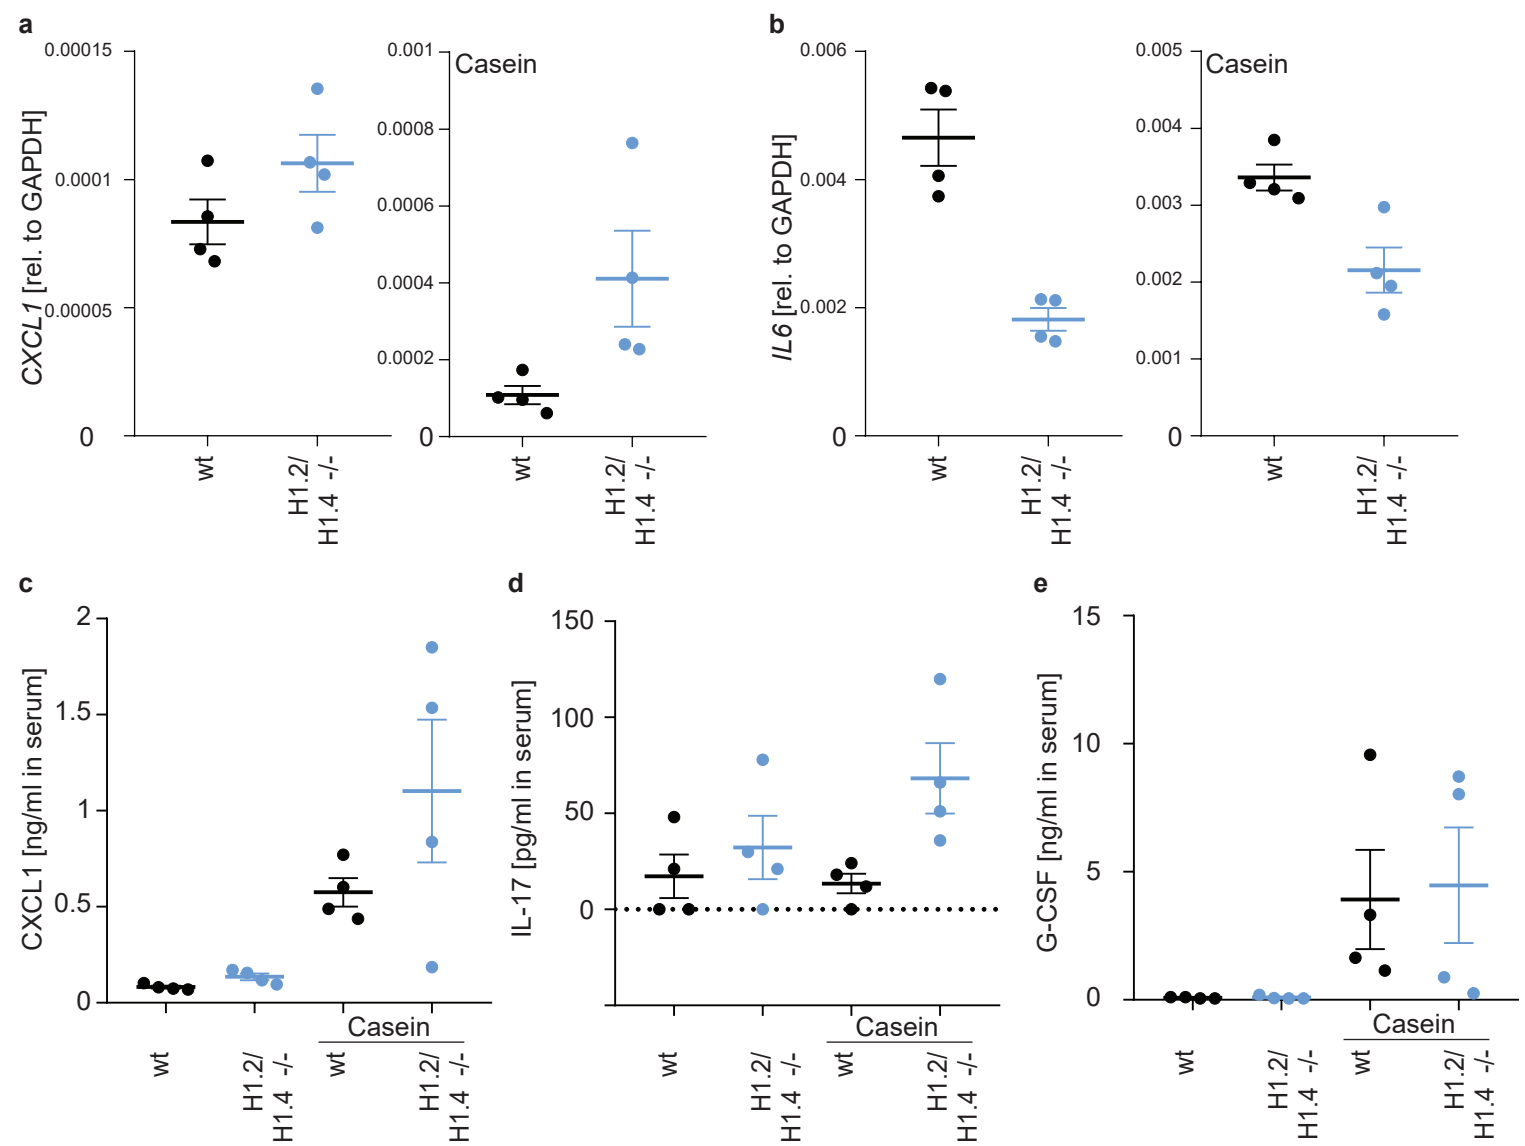 a
CXCL1 [rel. to GAPDH]
0.00015
0.0001
0.00005
0
wt
H1.2/
H1.4 -/-
Casein
0.001
0.0008
0.0006
0.0004
0.0002
0
wt
H1.2/
H1.4 -/-
b
IL6 [rel. to GAPDH]
0.006
0.004
0.002
0
wt
H1.2/
H1.4 -/-
Casein
0.005
0.004
0.003
0.002
0.001
0
wt
H1.2/
H1.4 -/-
c
CXCL1 [ng/ml in serum]
2
1.5
1
0.5
0
Casein
wt
H1.2/
H1.4 -/-
wt
H1.2/
H1.4 -/-
d
IL-17 [pg/ml in serum]
150
100
50
0
Casein
wt
H1.2/
H1.4 -/-
wt
H1.2/
H1.4 -/-
e
G-CSF [ng/ml in serum]
15
10
5
0
Casein
wt
H1.2/
H1.4 -/-
wt
H1.2/
H1.4 -/-